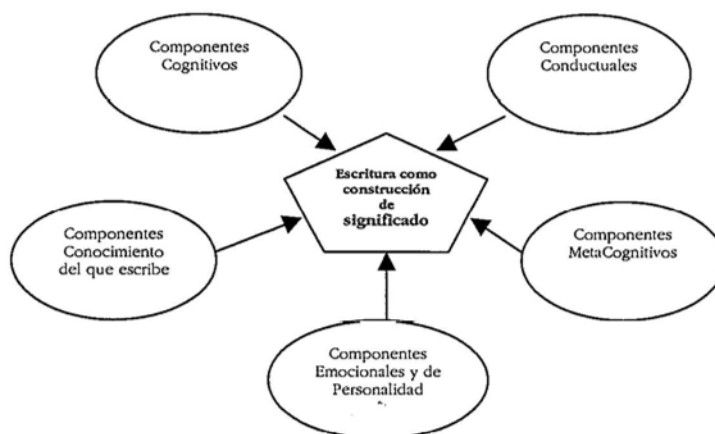 Componentes
Cognitivos
Componentes
Conductuales
Escritura como
construcción
de
significado
Componentes
Conocimiento
del que escribe
Componentes
MetaCognitivos
Componentes
Emocionales y de
Personalidad